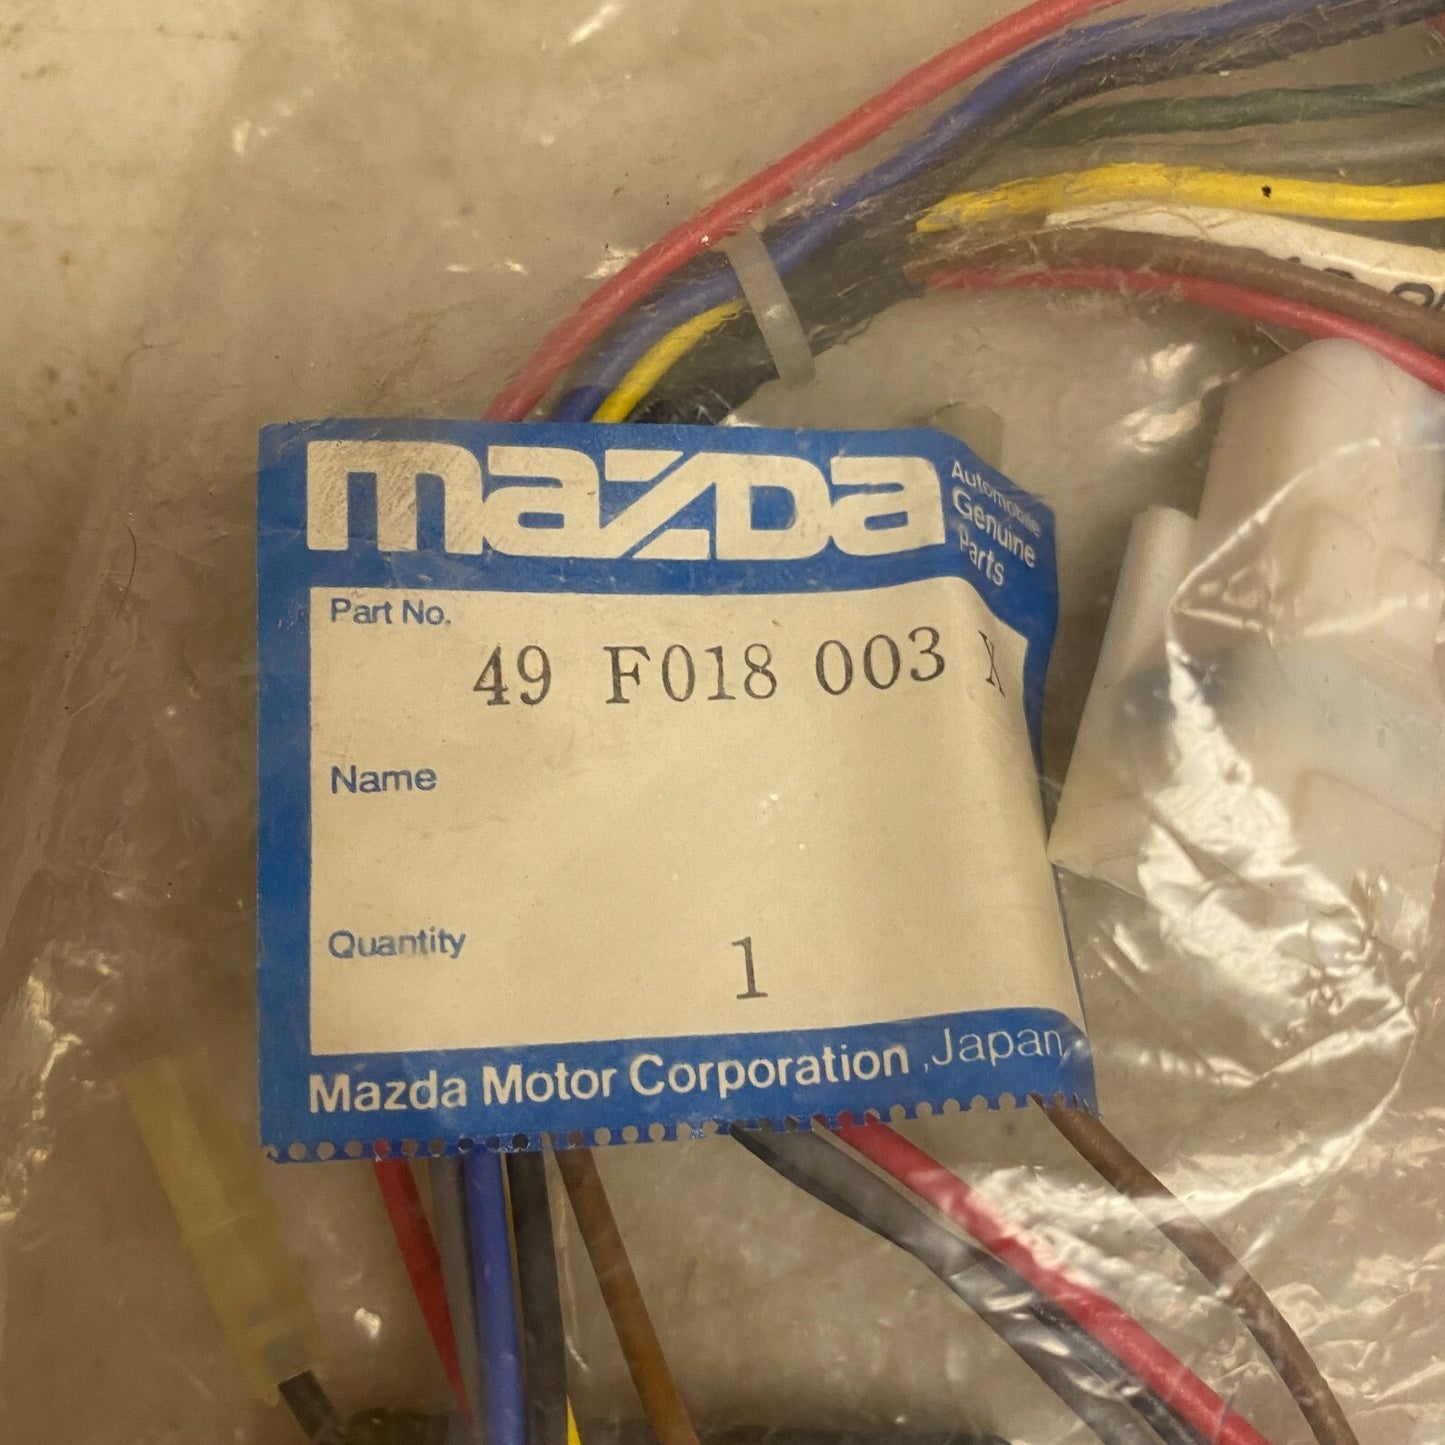 mazda
Automobile
Genuine
Parts
Part No.
49 F018 003 X
Name
Quantity
1
Mazda Motor Corporation, Japan